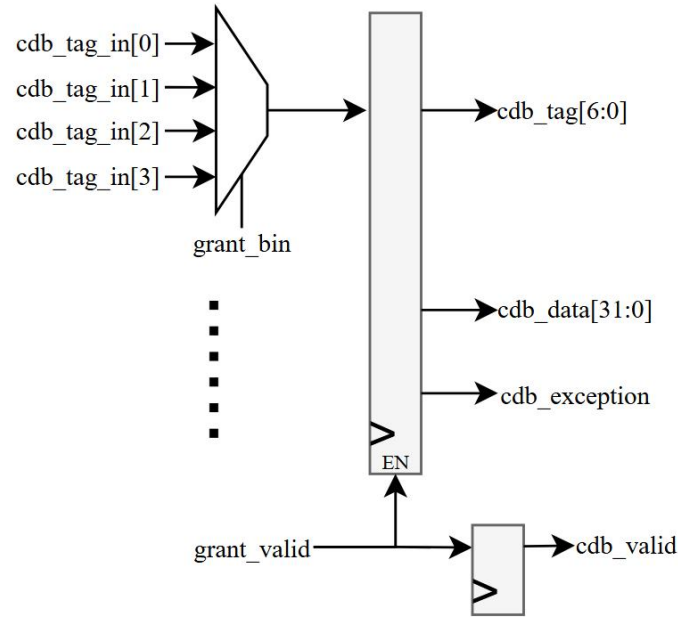 cdb_tag_in[0]
cdb_tag_in[1]
cdb_tag_in[2]
cdb_tag_in[3]
grant_bin
cdb_tag[6:0]
cdb_data[31:0]
cdb_exception
EN
grant_valid
cdb_valid